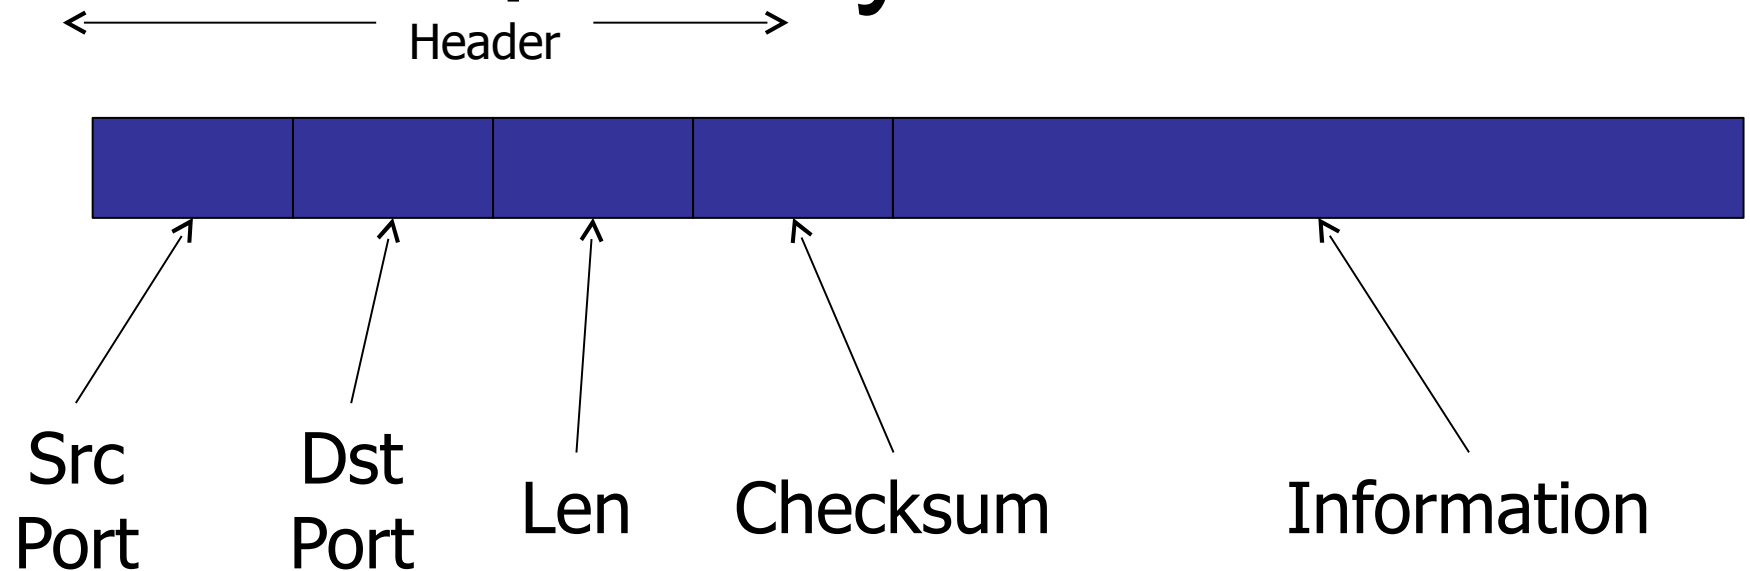 Header
Src
Port
Dst
Port
Len
Checksum
Information